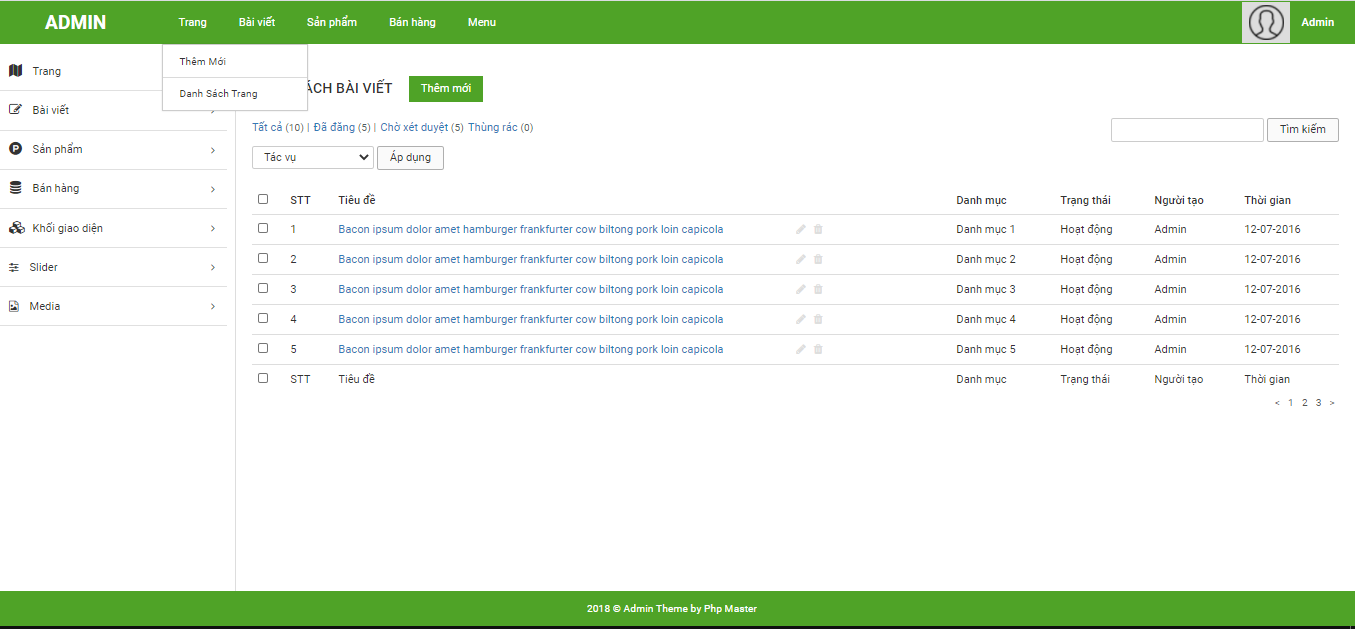 ADMIN Trang Bài viết Sản phẩm Bán hàng Menu Admin
Thêm Mới
Danh Sách Trang
Trang
Bài viết
Sản phẩm
Bán hàng
Khối giao diện
Slider
Media
ÁCH BÀI VIẾT Thêm mới
Tất cả (10) | Đã đăng (5) | Chờ xét duyệt (5) Thùng rác (0) Tìm kiếm
Tác vụ Áp dụng
STT Tiêu đề Danh mục Trạng thái Người tạo Thời gian
1 Bacon ipsum dolor amet hamburger frankfurter cow biltong pork loin capicola Danh mục 1 Hoạt động Admin 12-07-2016
2 Bacon ipsum dolor amet hamburger frankfurter cow biltong pork loin capicola Danh mục 2 Hoạt động Admin 12-07-2016
3 Bacon ipsum dolor amet hamburger frankfurter cow biltong pork loin capicola Danh mục 3 Hoạt động Admin 12-07-2016
4 Bacon ipsum dolor amet hamburger frankfurter cow biltong pork loin capicola Danh mục 4 Hoạt động Admin 12-07-2016
5 Bacon ipsum dolor amet hamburger frankfurter cow biltong pork loin capicola Danh mục 5 Hoạt động Admin 12-07-2016
STT Tiêu đề Danh mục Trạng thái Người tạo Thời gian
< 1 2 3 >
2018 © Admin Theme by Php Master